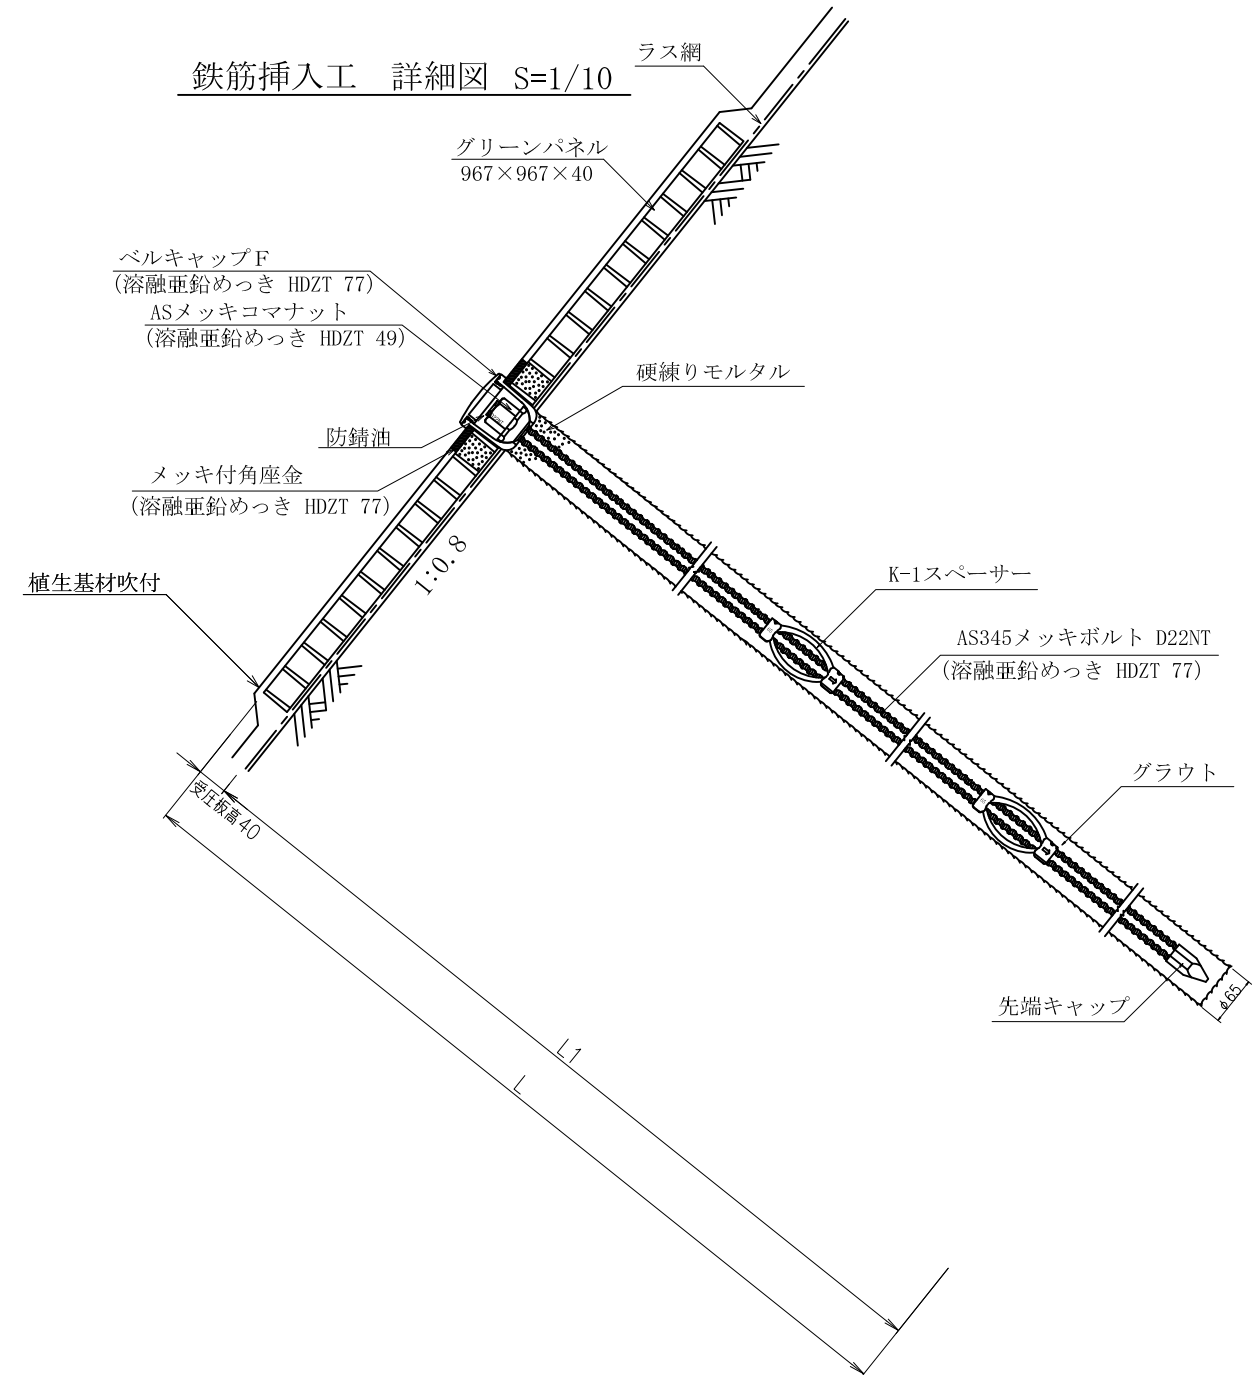 鉄筋挿入工　詳細図　S=1/10
ラス網
グリーンパネル
967×967×40
ベルキャップF
(溶融亜鉛めっき HDZT 77)
ASメッキコマナット
(溶融亜鉛めっき HDZT 49)
硬練りモルタル
防錆油
メッキ付角座金
(溶融亜鉛めっき HDZT 77)
1:0.8
植生基材吹付
K-1スペーサー
AS345メッキボルト D22NT
(溶融亜鉛めっき HDZT 77)
グラウト
受圧板高40
先端キャップ
φ65
L1
L